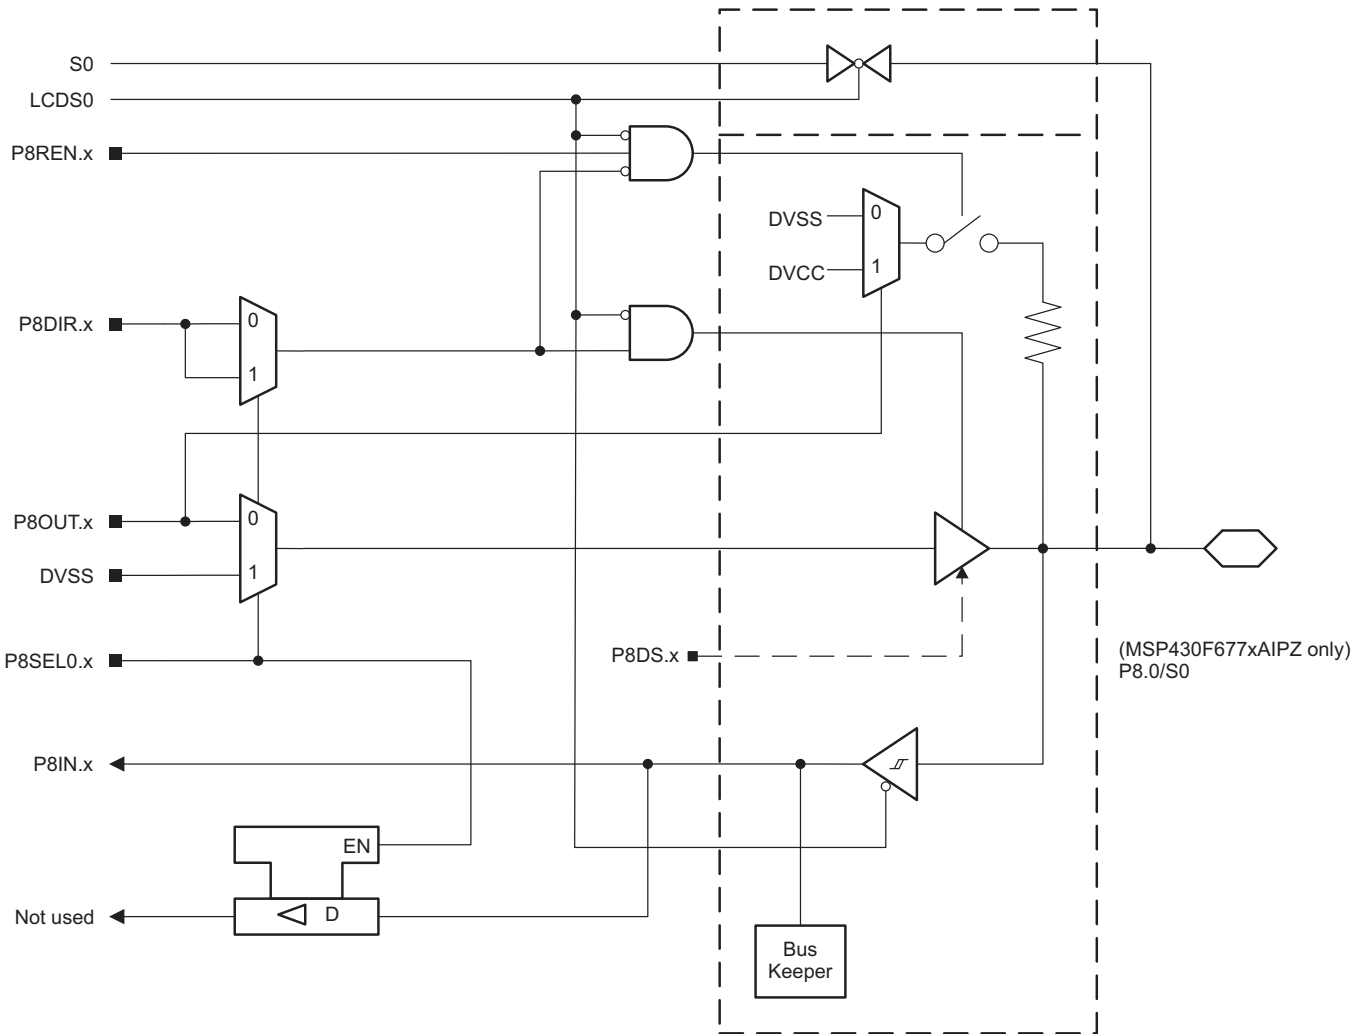 S0
LCDS0
P8REN.x
DVSS
0
DVCC
1
P8DIR.x
0
1
P8OUT.x
0
DVSS
1
P8SEL0.x
P8DS.x
(MSP430F677xAIPZ only)
P8.0/S0
P8IN.x
EN
Not used
D
Bus
Keeper